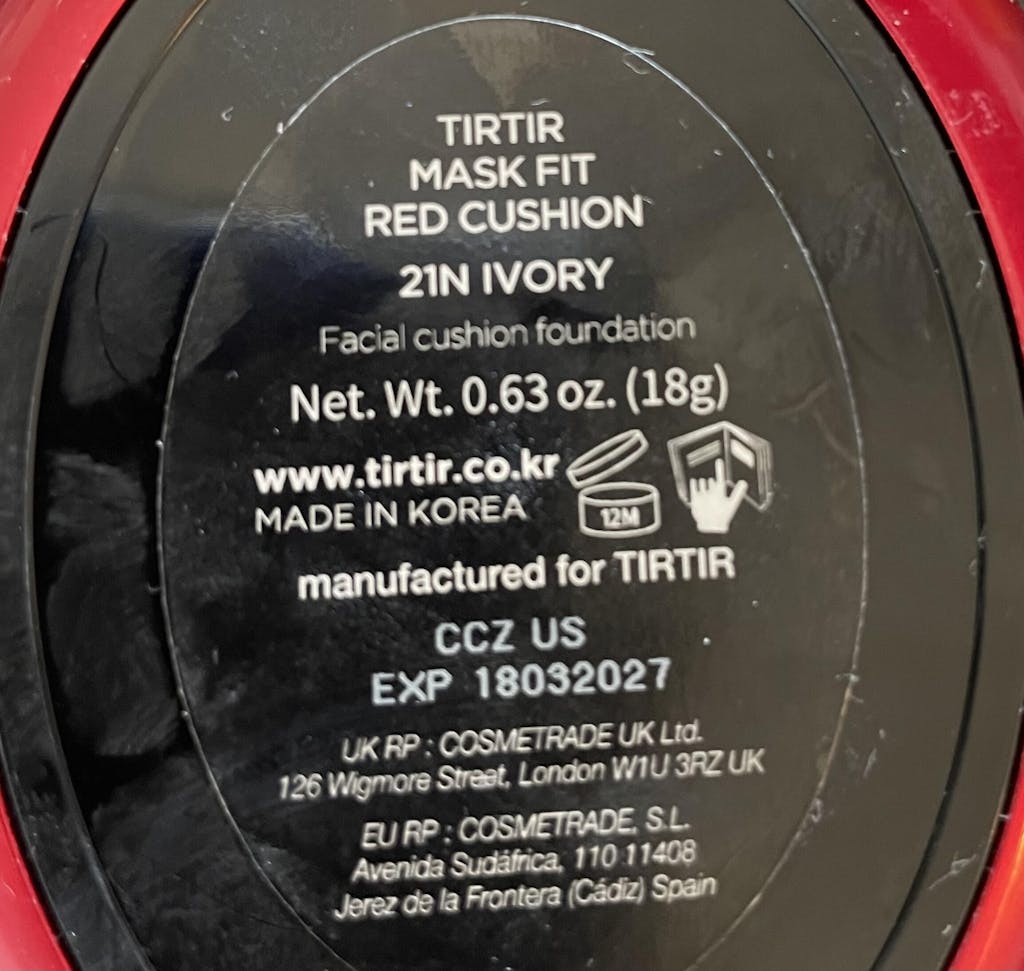 TIRTIR
MASK FIT
RED CUSHION
21N IVORY
Facial cushion foundation
Net. Wt. 0.63 oz. (18g)
www.tirtir.co.kr
MADE IN KOREA
12M
manufactured for TIRTIR
CCZ US
EXP 18032027
UK RP : COSMETRADE UK Ltd.
126 Wigmore Street, London W1U 3RZ UK
EU RP : COSMETRADE, S.L.
Avenida Sudáfrica, 110 11408
Jerez de la Frontera (Cádiz) Spain